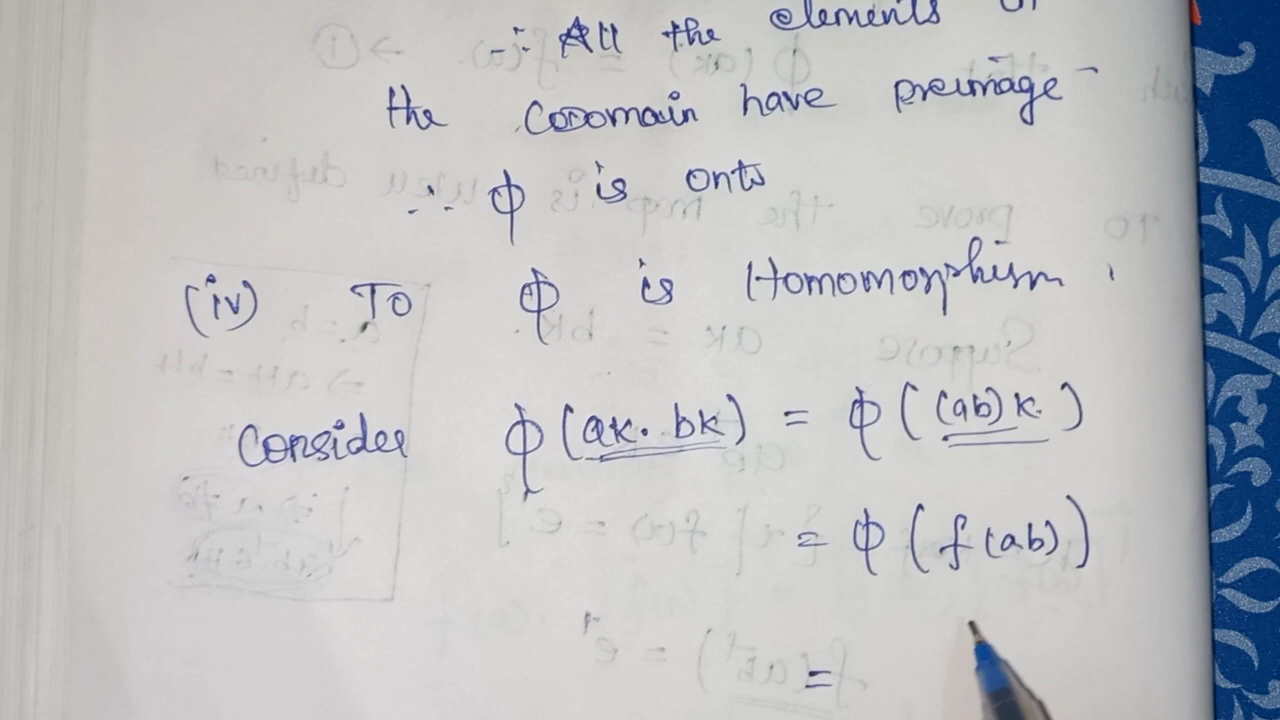 ∴ All the elements of
the codomain have preimage
∴ φ is onto
(iv) To φ is Homomorphism.
Consider φ(aK. bK) = φ((ab)K.)
= φ(f(ab))
=